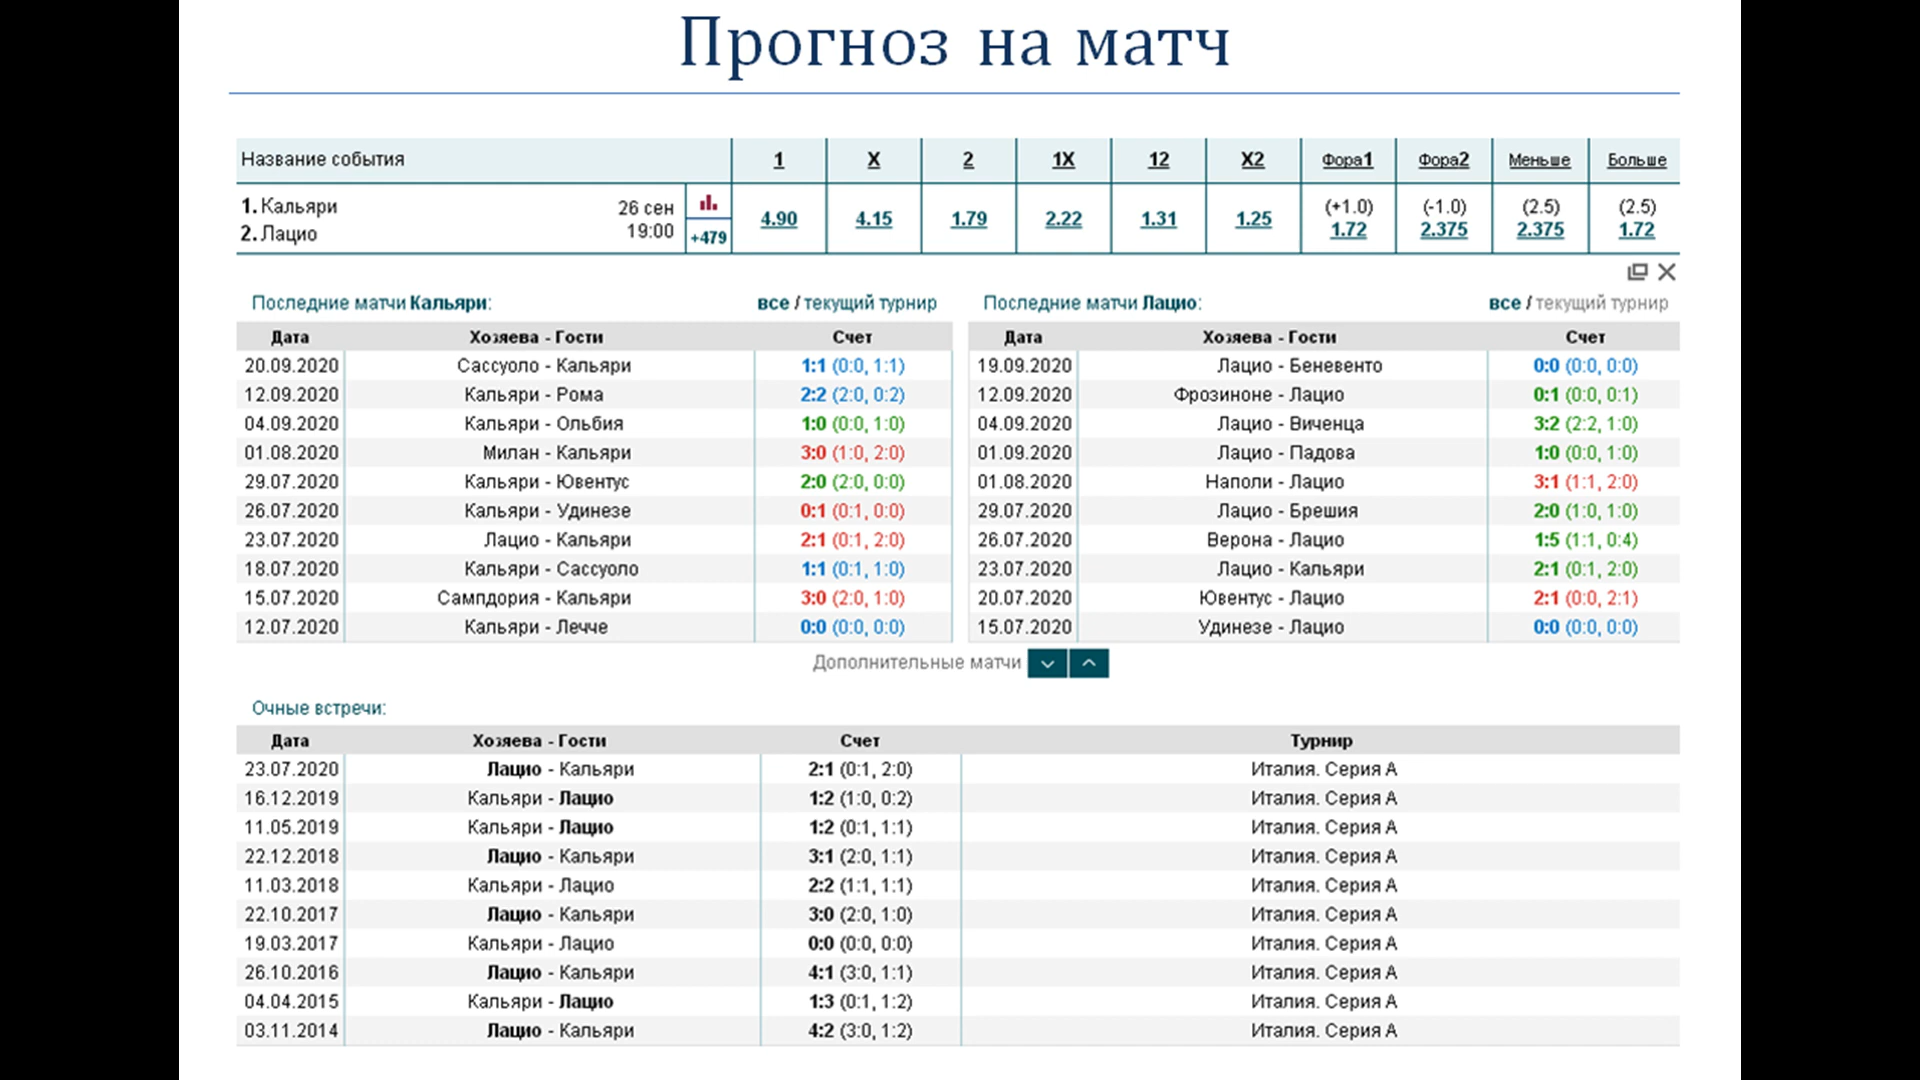 Прогноз на матч
Название события 1 X 2 1X 12 X2 Фора1 Фора2 Меньше Больше
1. Кальяри 26 сен 4.90 4.15 1.79 2.22 1.31 1.25 (+1.0) (-1.0) (2.5) (2.5)
2. Лацио 19:00 +479 1.72 2.375 2.375 1.72
Последние матчи Кальяри: все / текущий турнир
Дата Хозяева - Гости Счет
20.09.2020 Сассуоло - Кальяри 1:1 (0:0, 1:1)
12.09.2020 Кальяри - Рома 2:2 (2:0, 0:2)
04.09.2020 Кальяри - Ольбия 1:0 (0:0, 1:0)
01.08.2020 Милан - Кальяри 3:0 (1:0, 2:0)
29.07.2020 Кальяри - Ювентус 2:0 (2:0, 0:0)
26.07.2020 Кальяри - Удинезе 0:1 (0:1, 0:0)
23.07.2020 Лацио - Кальяри 2:1 (0:1, 2:0)
18.07.2020 Кальяри - Сассуоло 1:1 (0:1, 1:0)
15.07.2020 Сампдория - Кальяри 3:0 (2:0, 1:0)
12.07.2020 Кальяри - Лечче 0:0 (0:0, 0:0)
Последние матчи Лацио: все / текущий турнир
Дата Хозяева - Гости Счет
19.09.2020 Лацио - Беневенто 0:0 (0:0, 0:0)
12.09.2020 Фрозиноне - Лацио 0:1 (0:0, 0:1)
04.09.2020 Лацио - Виченца 3:2 (2:2, 1:0)
01.09.2020 Лацио - Падова 1:0 (0:0, 1:0)
01.08.2020 Наполи - Лацио 3:1 (1:1, 2:0)
29.07.2020 Лацио - Брешия 2:0 (1:0, 1:0)
26.07.2020 Верона - Лацио 1:5 (1:1, 0:4)
23.07.2020 Лацио - Кальяри 2:1 (0:1, 2:0)
20.07.2020 Ювентус - Лацио 2:1 (0:0, 2:1)
15.07.2020 Удинезе - Лацио 0:0 (0:0, 0:0)
Дополнительные матчи
Очные встречи:
Дата Хозяева - Гости Счет Турнир
23.07.2020 Лацио - Кальяри 2:1 (0:1, 2:0) Италия. Серия А
16.12.2019 Кальяри - Лацио 1:2 (1:0, 0:2) Италия. Серия А
11.05.2019 Кальяри - Лацио 1:2 (0:1, 1:1) Италия. Серия А
22.12.2018 Лацио - Кальяри 3:1 (2:0, 1:1) Италия. Серия А
11.03.2018 Кальяри - Лацио 2:2 (1:1, 1:1) Италия. Серия А
22.10.2017 Лацио - Кальяри 3:0 (2:0, 1:0) Италия. Серия А
19.03.2017 Кальяри - Лацио 0:0 (0:0, 0:0) Италия. Серия А
26.10.2016 Лацио - Кальяри 4:1 (3:0, 1:1) Италия. Серия А
04.04.2015 Кальяри - Лацио 1:3 (0:1, 1:2) Италия. Серия А
03.11.2014 Лацио - Кальяри 4:2 (3:0, 1:2) Италия. Серия А